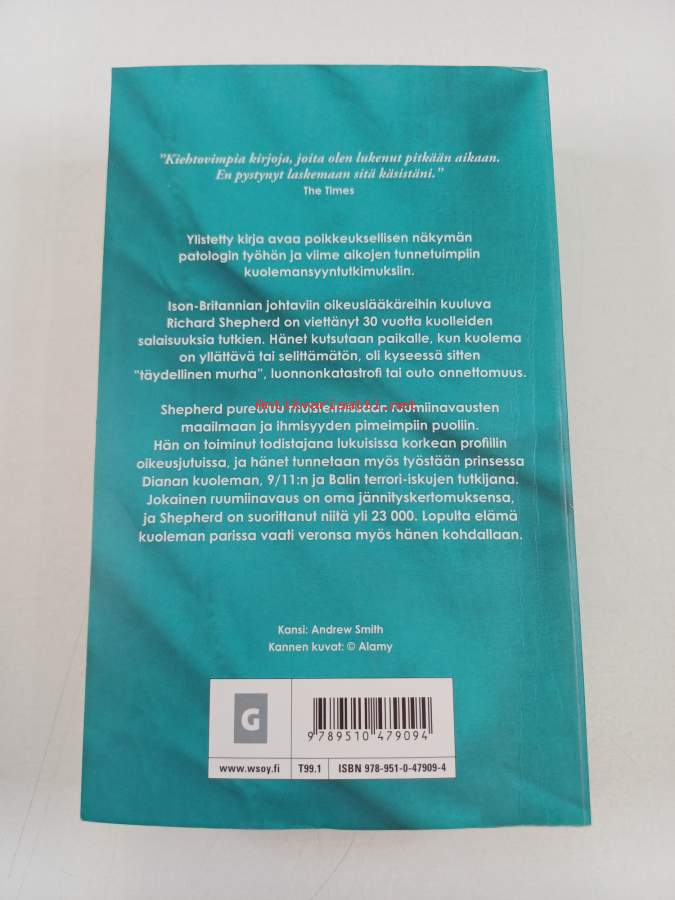 "Kiehtovimpia kirjoja, joita olen lukenut pitkään aikaan.
En pystynyt laskemaan sitä käsistäni."
The Times
Ylistetty kirja avaa poikkeuksellisen näkymän
patologin työhön ja viime aikojen tunnetuimpiin
kuolemansyyntutkimuksiin.
Ison-Britannian johtaviin oikeuslääkäreihin kuuluva
Richard Shepherd on viettänyt 30 vuotta kuolleiden
salaisuuksia tutkien. Hänet kutsutaan paikalle, kun kuolema
on yllättävä tai selittämätön, oli kyseessä sitten
"täydellinen murha", luonnonkatastrofi tai outo onnettomuus.
Antikvariaatti.net
Shepherd pureutuu muistelmissaan ruumiinavausten
maailmaan ja ihmisyyden pimeimpiin puoliin.
Hän on toiminut todistajana lukuisissa korkean profiilin
oikeusjutuissa, ja hänet tunnetaan myös työstään prinsessa
Dianan kuoleman, 9/11:n ja Balin terrori-iskujen tutkijana.
Jokainen ruumiinavaus on oma jännityskertomuksensa,
ja Shepherd on suorittanut niitä yli 23 000. Lopulta elämä
kuoleman parissa vaati veronsa myös hänen kohdallaan.
Kansi: Andrew Smith
Kannen kuvat: © Alamy
G
9 789510 479094
www.wsoy.fi T99.1 ISBN 978-951-0-47909-4